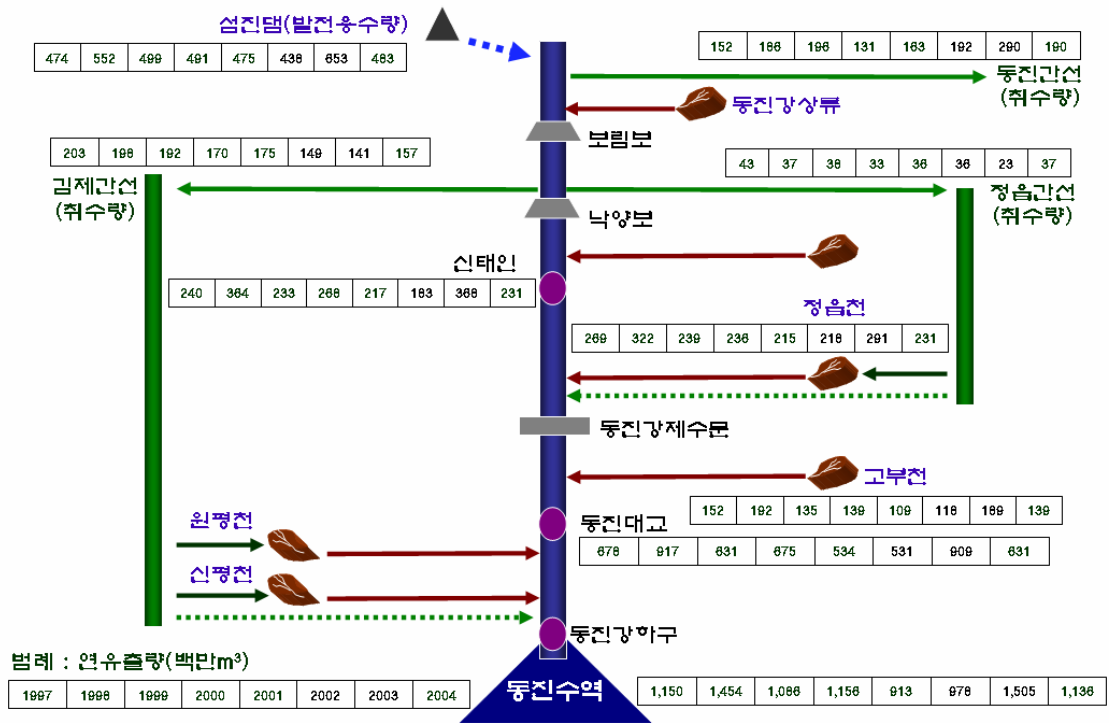 섬진댐(발전용수량)
474 552 499 491 475 438 653 483
152 186 196 131 163 192 290 190
동진간선
(취수량)
동진강상류
보림보
203 198 192 170 175 149 141 157
김제간선
(취수량)
43 37 38 33 36 36 23 37
정읍간선
(취수량)
낙양보
신태인
240 364 233 268 217 183 368 231
정읍천
269 322 239 236 215 218 291 231
동진강제수문
고부천
152 192 135 139 109 118 189 139
동진대교
678 917 631 675 534 531 909 631
원평천
신평천
동진강하구
범례 : 연유출량(백만m³)
1997 1998 1999 2000 2001 2002 2003 2004
동진수역
1,150 1,454 1,086 1,156 913 978 1,505 1,136